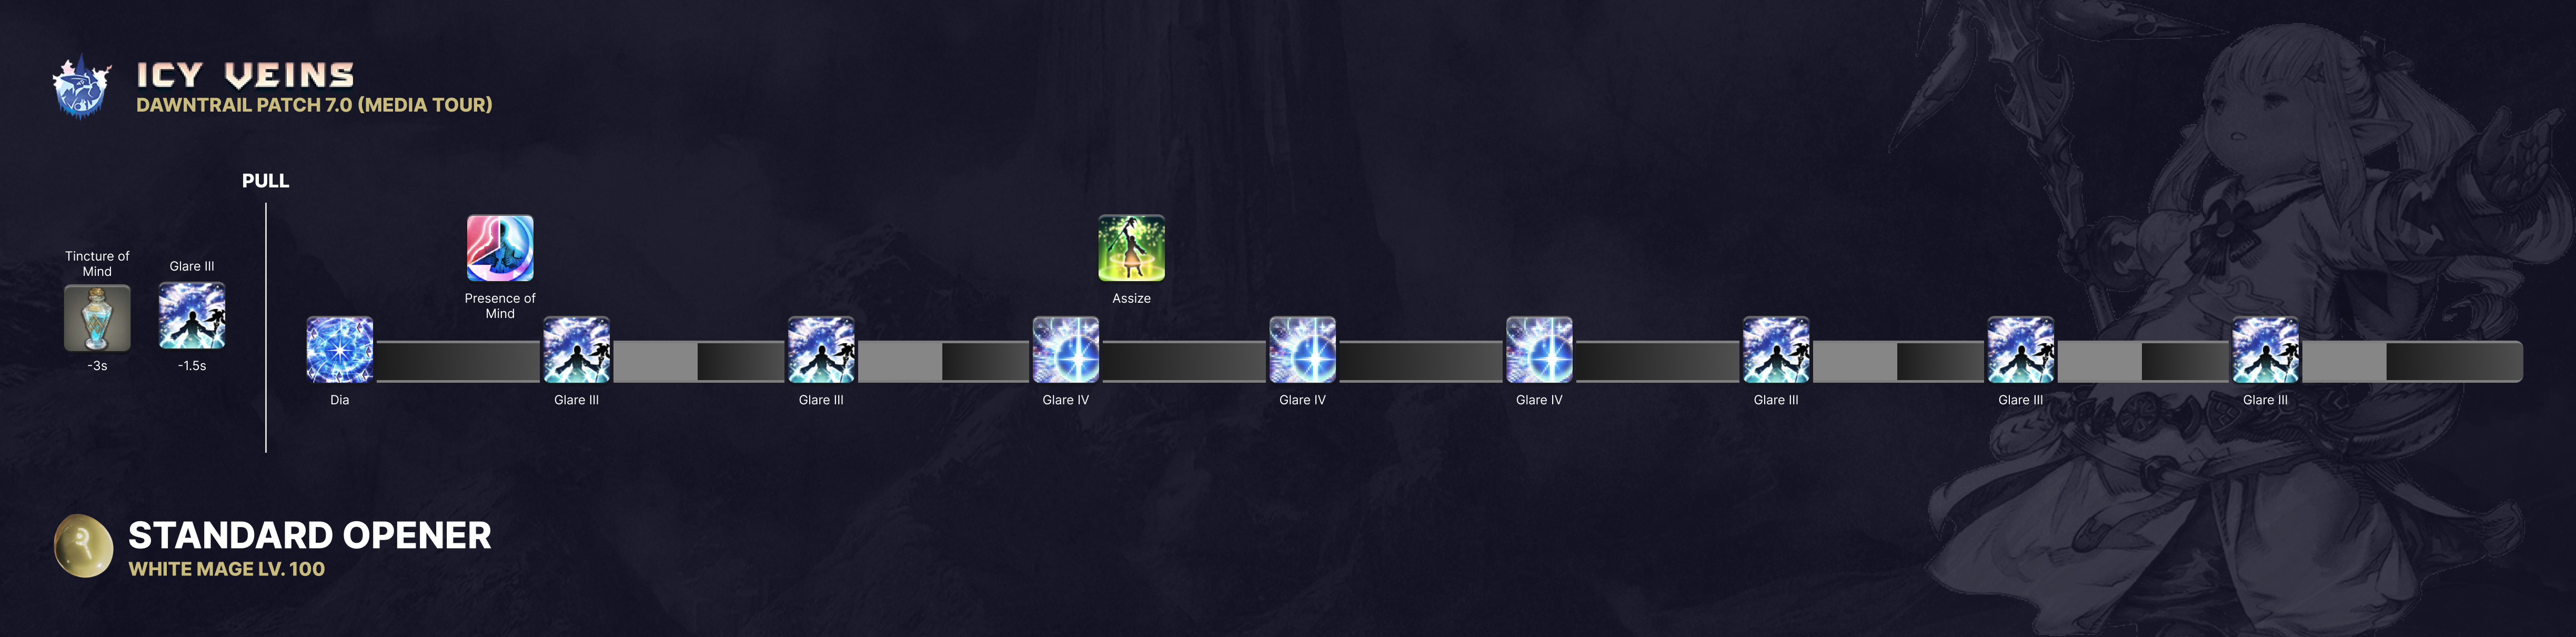 ICY VEINS
DAWNTRAIL PATCH 7.0 (MEDIA TOUR)
PULL
Tincture of
Mind
-3s
Glare III
-1.5s
Dia
Presence of
Mind
Glare III
Glare III
Glare IV
Assize
Glare IV
Glare IV
Glare III
Glare III
Glare III
STANDARD OPENER
WHITE MAGE LV. 100